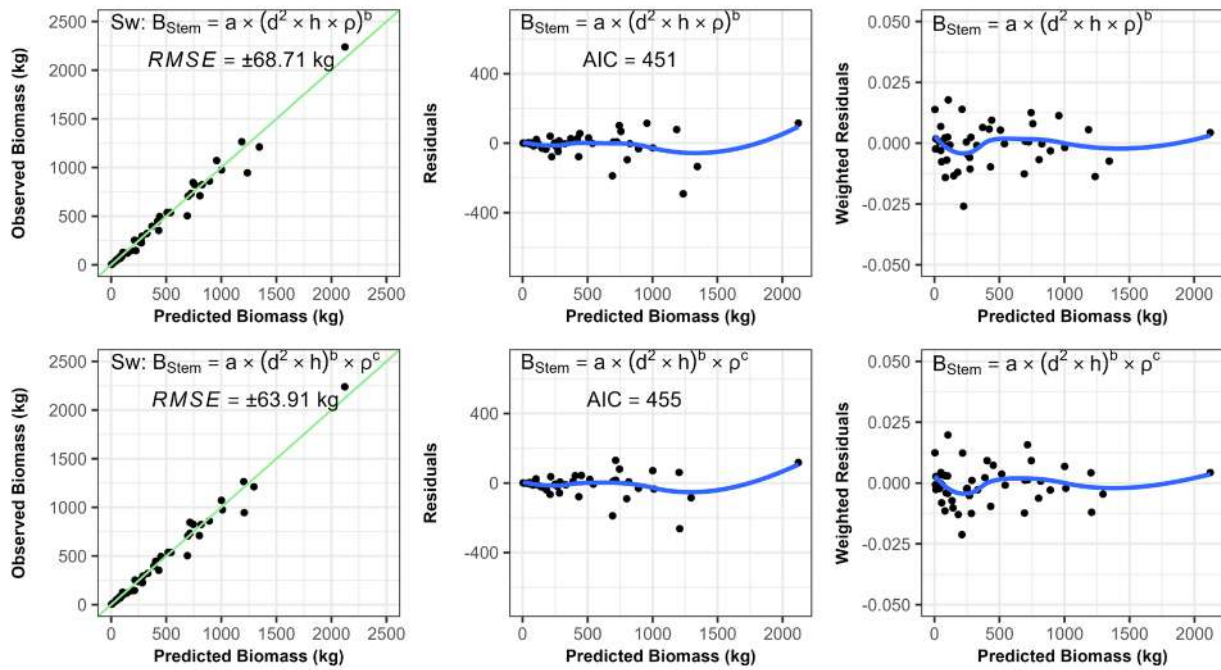 Sw: B_Stem = a × (d² × h × ρ)ᵇ
RMSE = ±68.71 kg
Observed Biomass (kg)
2500
2000
1500
1000
500
0
0 500 1000 1500 2000 2500
Predicted Biomass (kg)
B_Stem = a × (d² × h × ρ)ᵇ
AIC = 451
Residuals
400
0
-400
0 500 1000 1500 2000
Predicted Biomass (kg)
B_Stem = a × (d² × h × ρ)ᵇ
Weighted Residuals
0.050
0.025
0.000
-0.025
-0.050
0 500 1000 1500 2000
Predicted Biomass (kg)
Sw: B_Stem = a × (d² × h)ᵇ × ρᶜ
RMSE = ±63.91 kg
Observed Biomass (kg)
2500
2000
1500
1000
500
0
0 500 1000 1500 2000 2500
Predicted Biomass (kg)
B_Stem = a × (d² × h)ᵇ × ρᶜ
AIC = 455
Residuals
400
0
-400
0 500 1000 1500 2000
Predicted Biomass (kg)
B_Stem = a × (d² × h)ᵇ × ρᶜ
Weighted Residuals
0.050
0.025
0.000
-0.025
-0.050
0 500 1000 1500 2000
Predicted Biomass (kg)